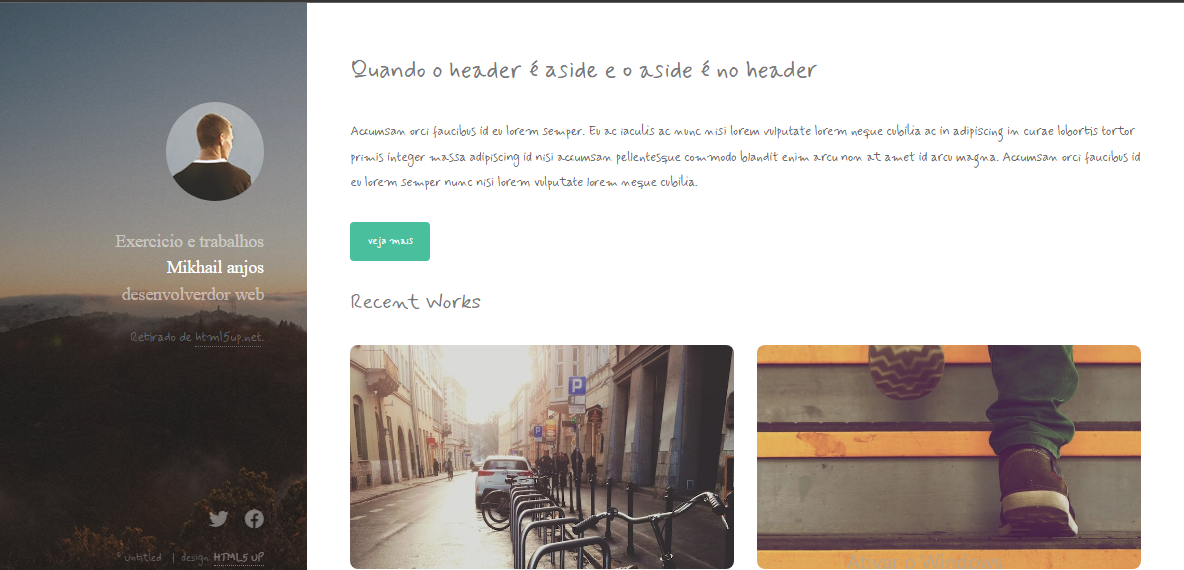 Exercicio e trabalhos
Mikhail anjos
desenvolverdor web
Retirado de html5up.net.
© Untitled | design: HTML5 UP
Quando o header é aside e o aside é no header
Accumsan orci faucibus id eu lorem semper. Eu ac iaculis ac nunc nisi lorem vulputate lorem neque cubilia ac in adipiscing in curae lobortis tortor
primis integer massa adipiscing id nisi accumsan pellentesque commodo blandit enim arcu non at amet id arcu magna. Accumsan orci faucibus id
eu lorem semper nunc nisi lorem vulputate lorem neque cubilia.
veja mais
Recent Works
P
P